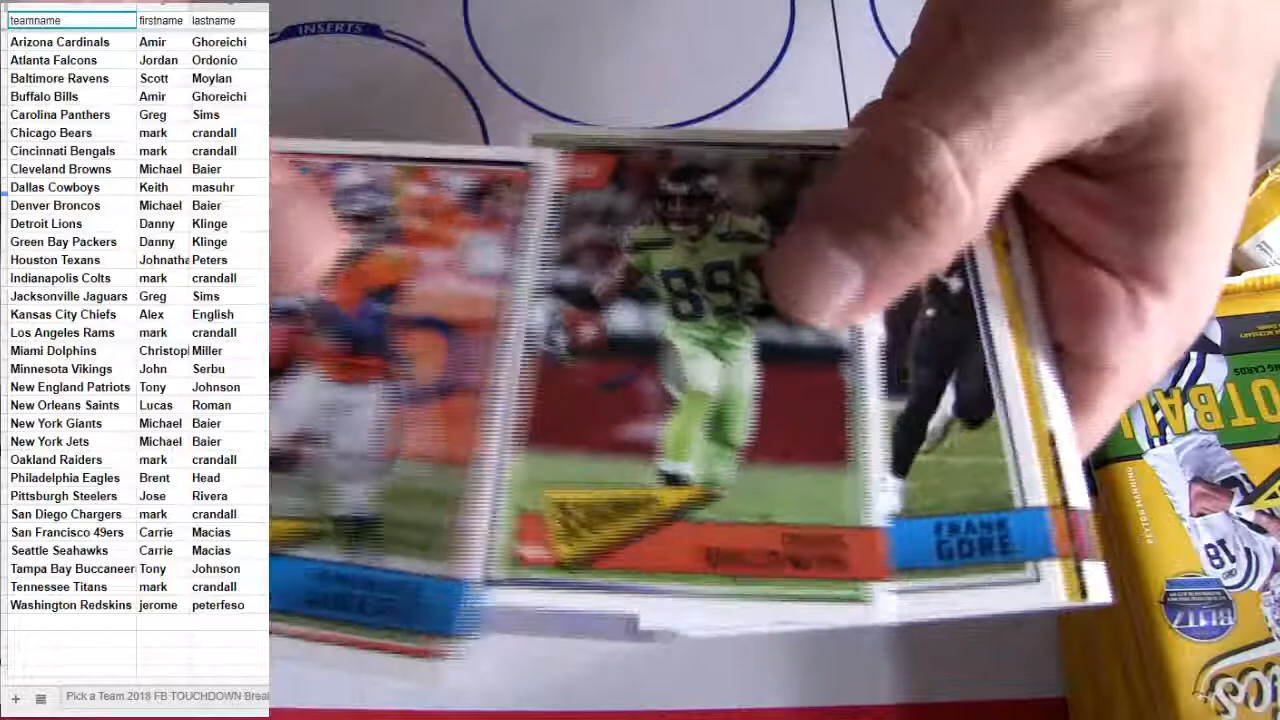 teamname firstname lastname
Arizona Cardinals Amir Ghoreichi
Atlanta Falcons Jordan Ordonio
Baltimore Ravens Scott Moylan
Buffalo Bills Amir Ghoreichi
Carolina Panthers Greg Sims
Chicago Bears mark crandall
Cincinnati Bengals mark crandall
Cleveland Browns Michael Baier
Dallas Cowboys Keith masuhr
Denver Broncos Michael Baier
Detroit Lions Danny Klinge
Green Bay Packers Danny Klinge
Houston Texans Johnatha Peters
Indianapolis Colts mark crandall
Jacksonville Jaguars Greg Sims
Kansas City Chiefs Alex English
Los Angeles Rams mark crandall
Miami Dolphins Christopl Miller
Minnesota Vikings John Serbu
New England Patriots Tony Johnson
New Orleans Saints Lucas Roman
New York Giants Michael Baier
New York Jets Michael Baier
Oakland Raiders mark crandall
Philadelphia Eagles Brent Head
Pittsburgh Steelers Jose Rivera
San Diego Chargers mark crandall
San Francisco 49ers Carrie Macias
Seattle Seahawks Carrie Macias
Tampa Bay Buccaneer Tony Johnson
Tennessee Titans mark crandall
Washington Redskins jerome peterfeso
Pick a Team 2018 FB TOUCHDOWN Break
INSERTS
89
FRANK
GORE
OTBALL
PEYTON MANNING
18
BLITZ